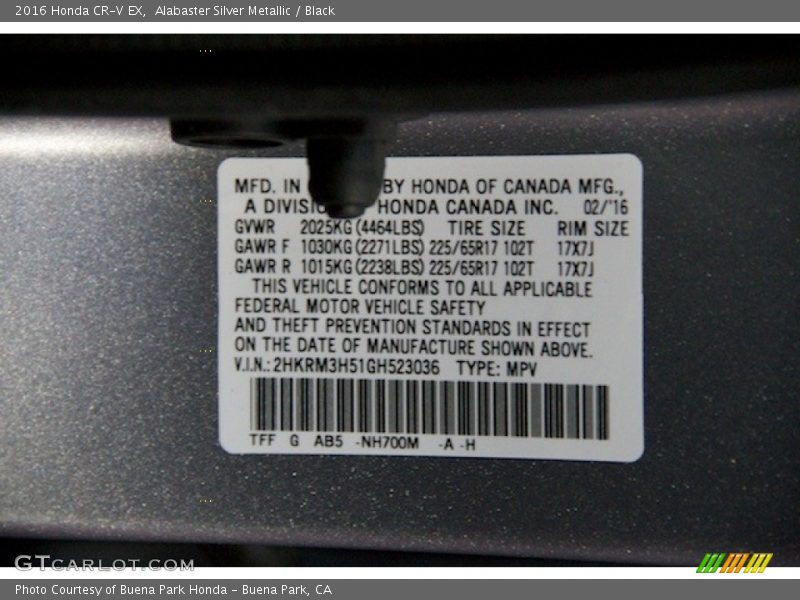 2016 Honda CR-V EX,  Alabaster Silver Metallic / Black
MFD. IN BY HONDA OF CANADA MFG.,
A HONDA CANADA INC. 02/'16
GVWR 2025KG (4464LBS) TIRE SIZE RIM SIZE
GAWR F 1030KG (2271LBS) 225/65R17 102T 17X7J
GAWR R 1015KG (2238LBS) 225/65R17 102T 17X7J
THIS VEHICLE CONFORMS TO ALL APPLICABLE
FEDERAL MOTOR VEHICLE SAFETY
AND THEFT PREVENTION STANDARDS IN EFFECT
ON THE DATE OF MANUFACTURE SHOWN ABOVE.
V.I.N.: 2HKRM3H51GH523036 TYPE: MPV
TFF G AB5 -NH700M -A -H
GTCARLOT.COM
Photo Courtesy of Buena Park Honda - Buena Park, CA